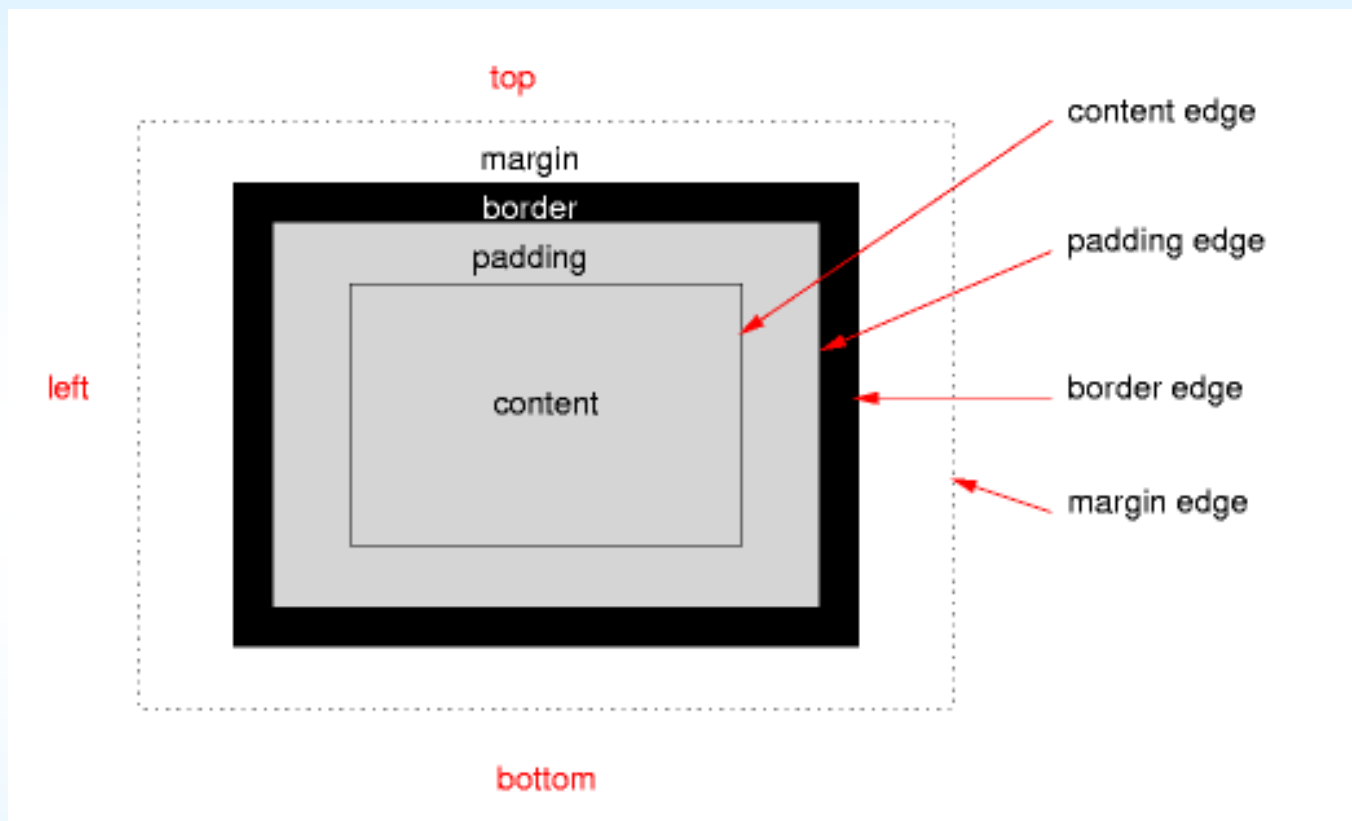 top
content edge
margin
border
padding edge
padding
left
content
border edge
margin edge
bottom